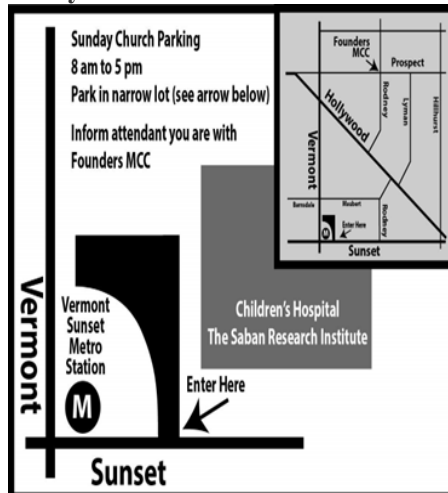 Sunday Church Parking
8 am to 5 pm
Park in narrow lot (see arrow below)
Inform attendant you are with
Founders MCC
Founders
MCC
Prospect
Rodney
Lyman
Hillhurst
Hollywood
Vermont
Barnsdale
Maubert
Rodney
M
Enter Here
Sunset
Children's Hospital
The Saban Research Institute
Vermont
Vermont
Sunset
Metro
Station
M
Enter Here
Sunset